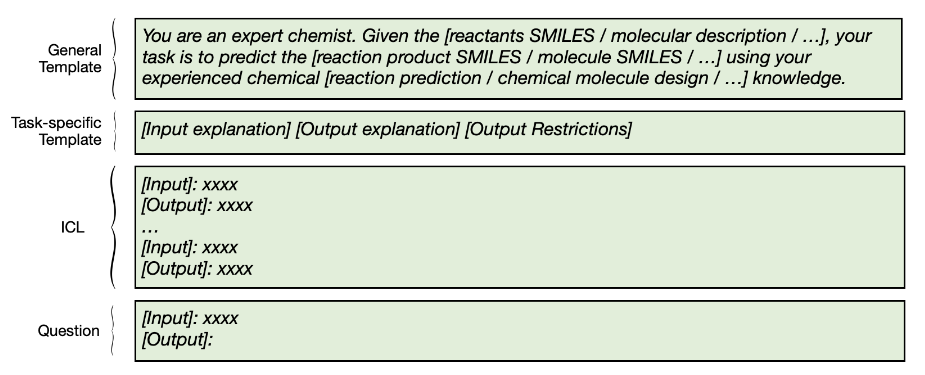 General
Template
You are an expert chemist. Given the [reactants SMILES / molecular description / …], your
task is to predict the [reaction product SMILES / molecule SMILES / …] using your
experienced chemical [reaction prediction / chemical molecule design / …] knowledge.
Task-specific
Template
[Input explanation] [Output explanation] [Output Restrictions]
ICL
[Input]: xxxx
[Output]: xxxx
…
[Input]: xxxx
[Output]: xxxx
Question
[Input]: xxxx
[Output]: